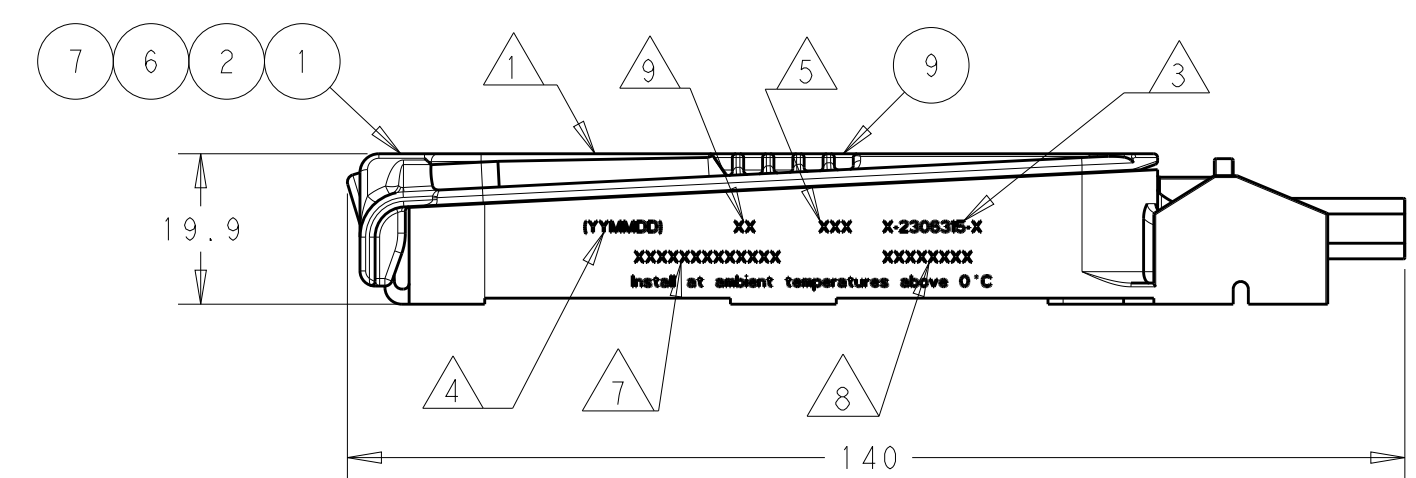 7 6 2 1 1 9 5 9 3
19.9
(YYMMDD) XX XXX X-2306315-X
XXXXXXXXXXXXX XXXXXXXX
Install at ambient temperatures above 0°C
4 7 8
140